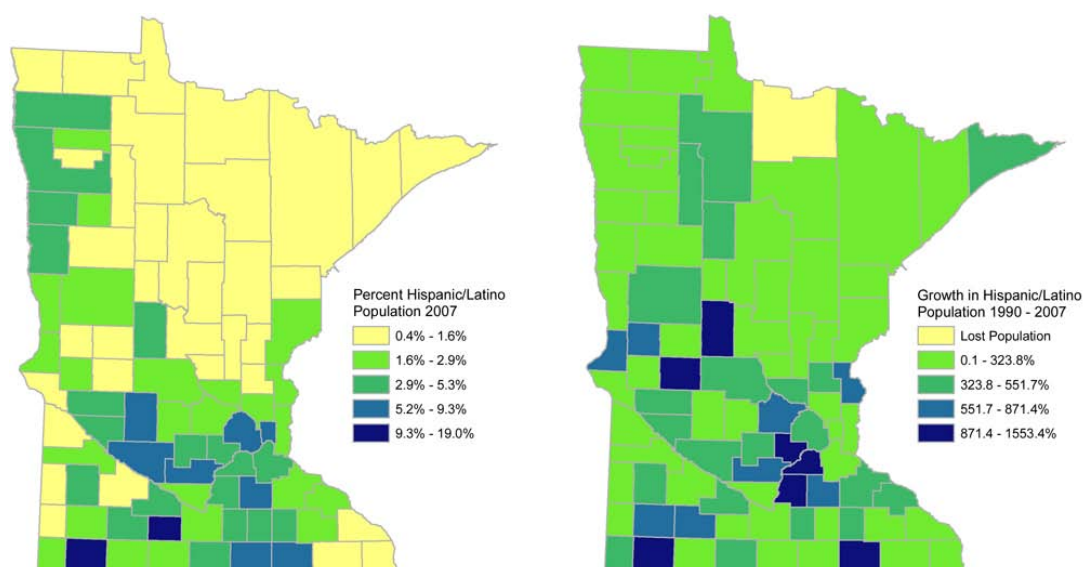 Percent Hispanic/Latino
Population 2007
0.4% - 1.6%
1.6% - 2.9%
2.9% - 5.3%
5.2% - 9.3%
9.3% - 19.0%
Growth in Hispanic/Latino
Population 1990 - 2007
Lost Population
0.1 - 323.8%
323.8 - 551.7%
551.7 - 871.4%
871.4 - 1553.4%